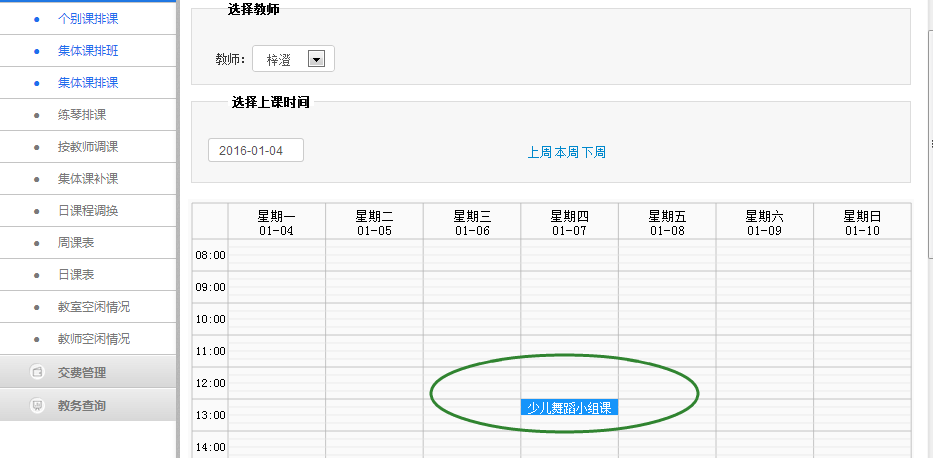 个别课排课
集体课排班
集体课排课
练琴排课
按教师调课
集体课补课
日课程调换
周课表
日课表
教室空闲情况
教师空闲情况
交费管理
教务查询
选择教师
教师： 梓澄
选择上课时间
2016-01-04 上周 本周 下周
星期一 星期二 星期三 星期四 星期五 星期六 星期日
01-04 01-05 01-06 01-07 01-08 01-09 01-10
08:00
09:00
10:00
11:00
12:00
少儿舞蹈小组课
13:00
14:00